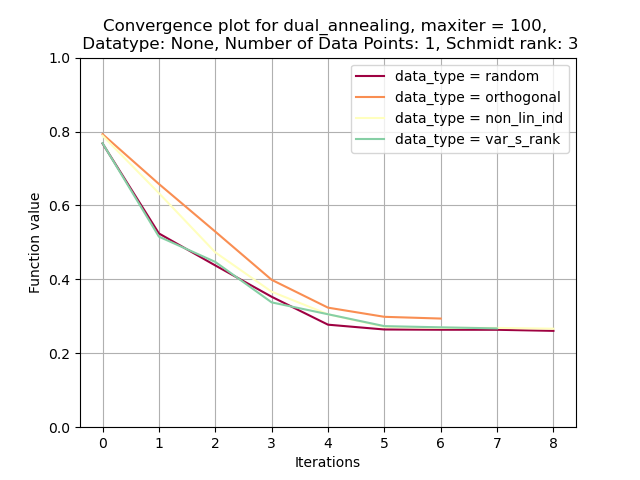 Convergence plot for dual_annealing, maxiter = 100,
Datatype: None, Number of Data Points: 1, Schmidt rank: 3
1.0
0.8
0.6
0.4
0.2
0.0
Function value
data_type = random
data_type = orthogonal
data_type = non_lin_ind
data_type = var_s_rank
0 1 2 3 4 5 6 7 8
Iterations